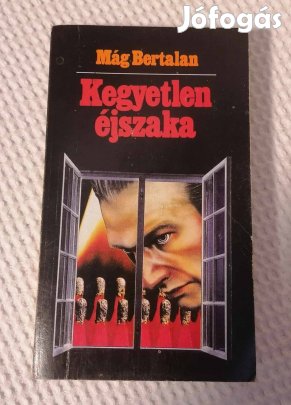 Jófogás
Mág Bertalan
Kegyetlen
éjszaka